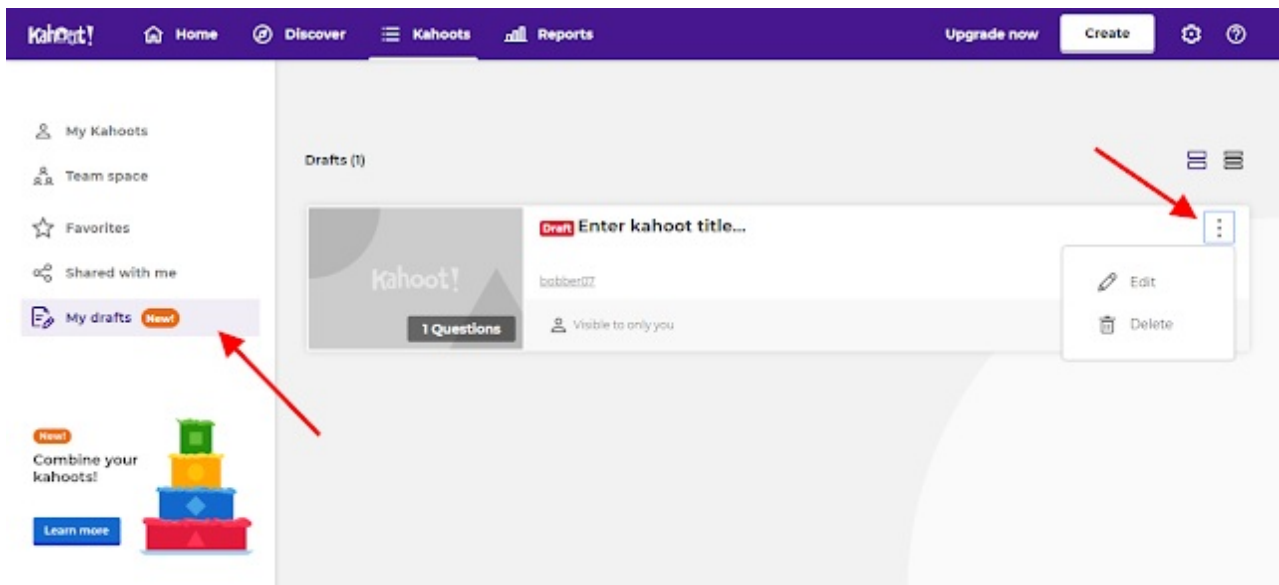 Kahoot!
Home
Discover
Kahoots
Reports
Upgrade now
Create
My Kahoots
Team space
Favorites
Shared with me
My drafts New!
New!
Combine your
kahoots!
Learn more
Drafts (1)
Kahoot!
1 Questions
Draft Enter kahoot title...
bobber07
Visible to only you
Edit
Delete